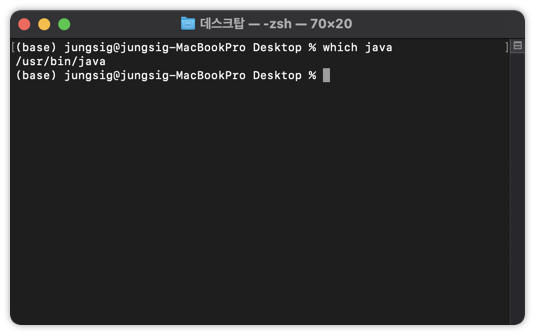 데스크탑 — -zsh — 70×20
[(base) jungsig@jungsig-MacBookPro Desktop % which java ]
/usr/bin/java
(base) jungsig@jungsig-MacBookPro Desktop %